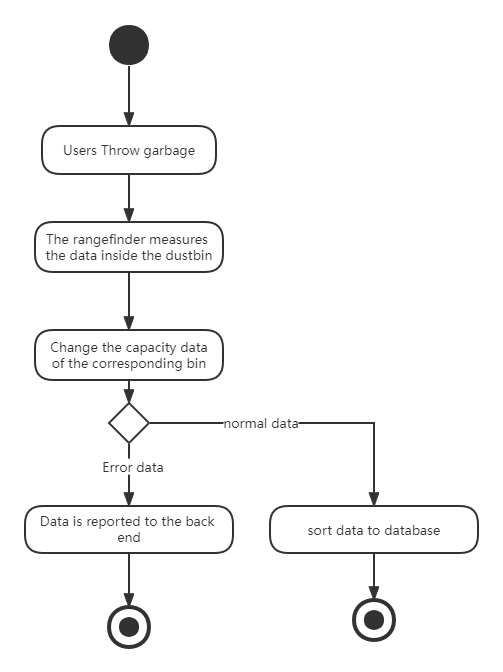 Users Throw garbage
The rangefinder measures
the data inside the dustbin
Change the capacity data
of the corresponding bin
normal data
Error data
Data is reported to the back
end
sort data to database